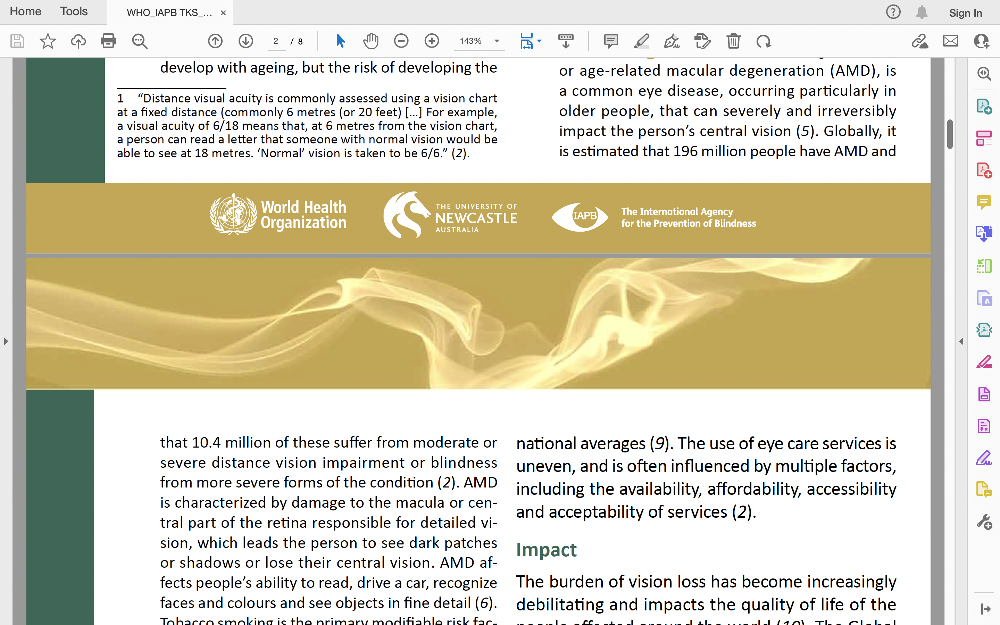 Home
Tools
WHO_IAPB TKS_...
Sign In
2 / 8
143%
develop with ageing, but the risk of developing the
1 “Distance visual acuity is commonly assessed using a vision chart
at a fixed distance (commonly 6 metres (or 20 feet) [...] For example,
a visual acuity of 6/18 means that, at 6 metres from the vision chart,
a person can read a letter that someone with normal vision would be
able to see at 18 metres. ‘Normal’ vision is taken to be 6/6.” (2).
or age-related macular degeneration (AMD), is
a common eye disease, occurring particularly in
older people, that can severely and irreversibly
impact the person’s central vision (5). Globally, it
is estimated that 196 million people have AMD and
World Health
Organization
THE UNIVERSITY OF
NEWCASTLE
AUSTRALIA
IAPB
The International Agency
for the Prevention of Blindness
that 10.4 million of these suffer from moderate or
severe distance vision impairment or blindness
from more severe forms of the condition (2). AMD
is characterized by damage to the macula or cen-
tral part of the retina responsible for detailed vi-
sion, which leads the person to see dark patches
or shadows or lose their central vision. AMD af-
fects people’s ability to read, drive a car, recognize
faces and colours and see objects in fine detail (6).
Tobacco smoking is the primary modifiable risk fac-
national averages (9). The use of eye care services is
uneven, and is often influenced by multiple factors,
including the availability, affordability, accessibility
and acceptability of services (2).
Impact
The burden of vision loss has become increasingly
debilitating and impacts the quality of life of the
people affected around the world (10). The Global